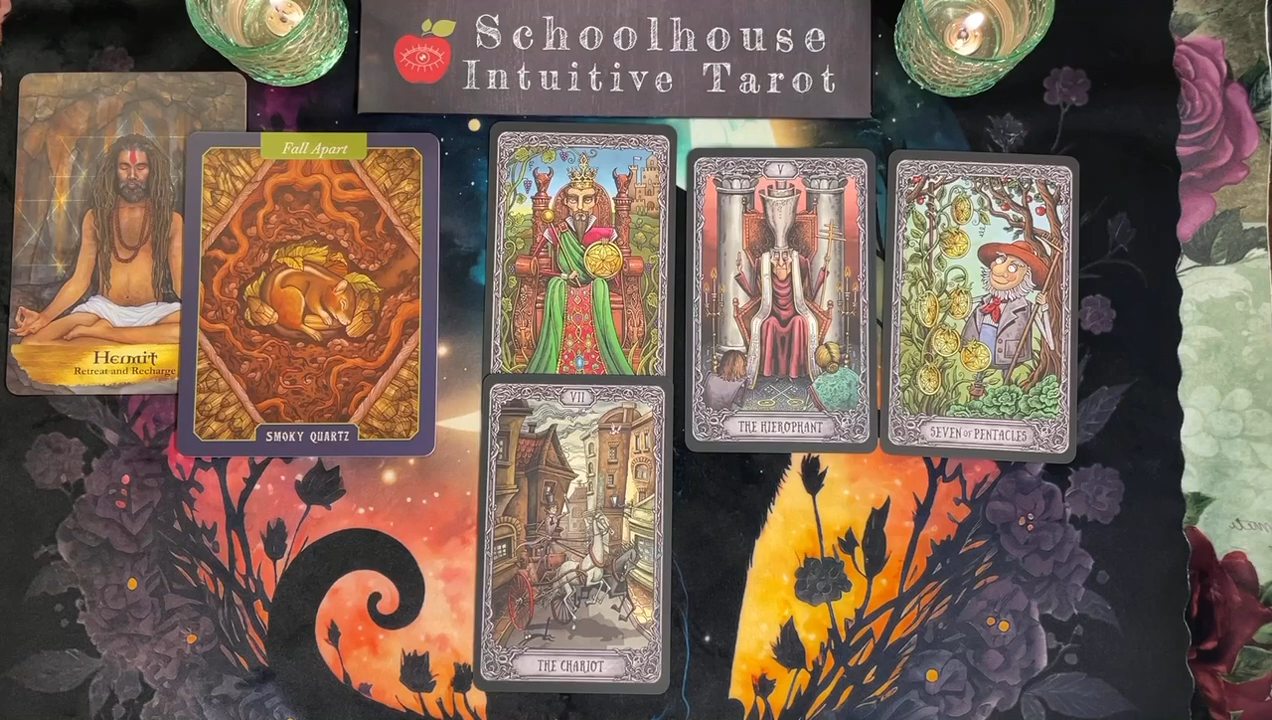 Schoolhouse
Intuitive Tarot
Hermit
Retreat and Recharge
Fall Apart
SMOKY QUARTZ
VII
THE CHARIOT
V
THE HIEROPHANT
SEVEN OF PENTACLES